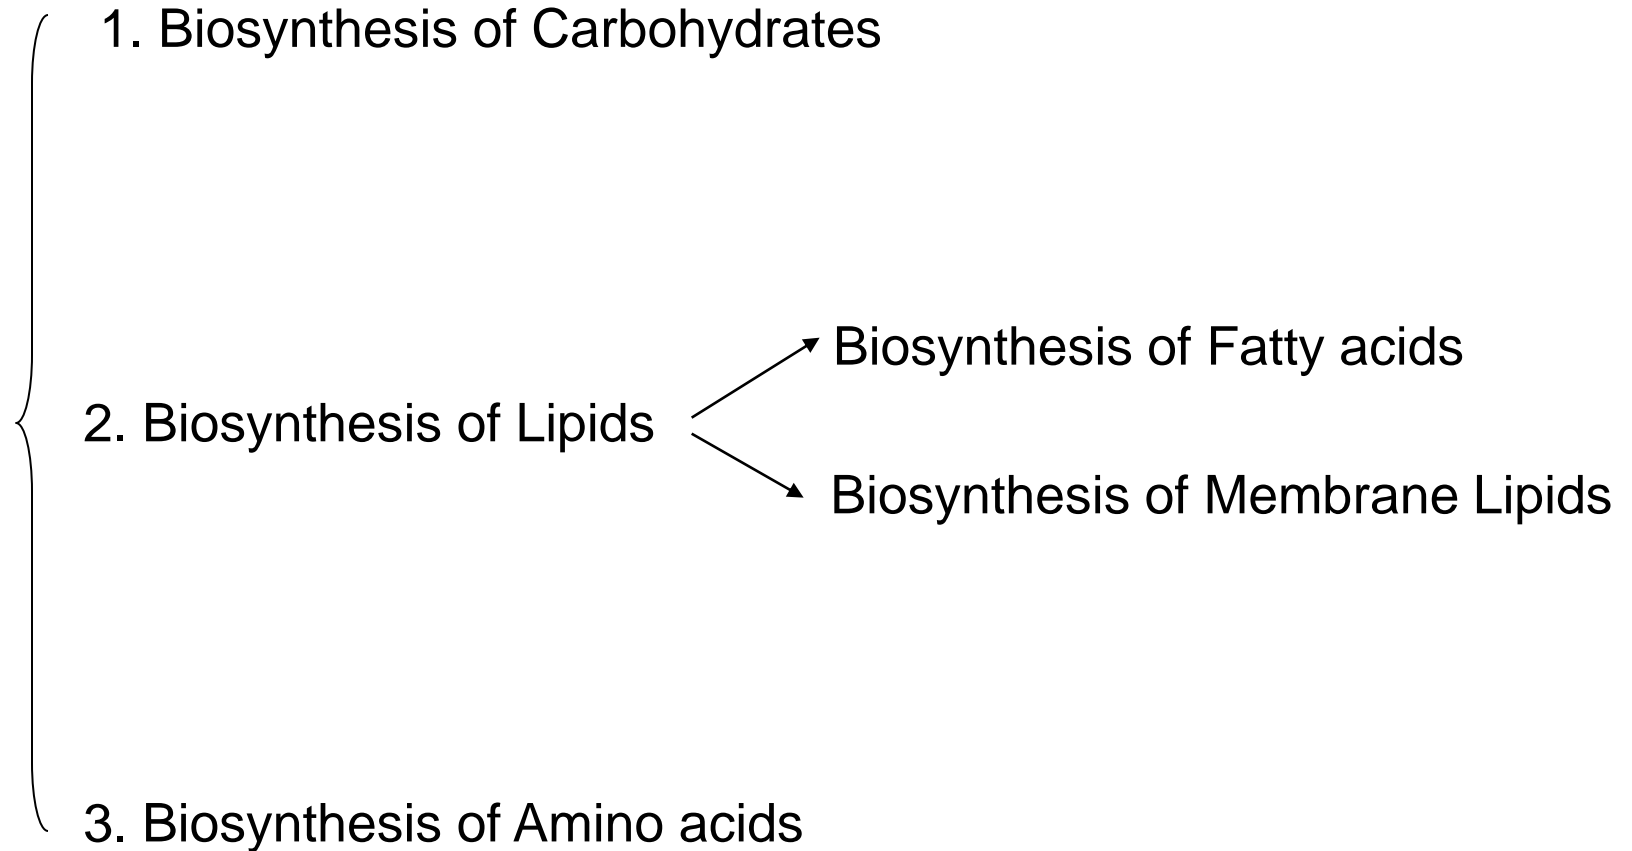 1. Biosynthesis of Carbohydrates
2. Biosynthesis of Lipids
Biosynthesis of Fatty acids
Biosynthesis of Membrane Lipids
3. Biosynthesis of Amino acids